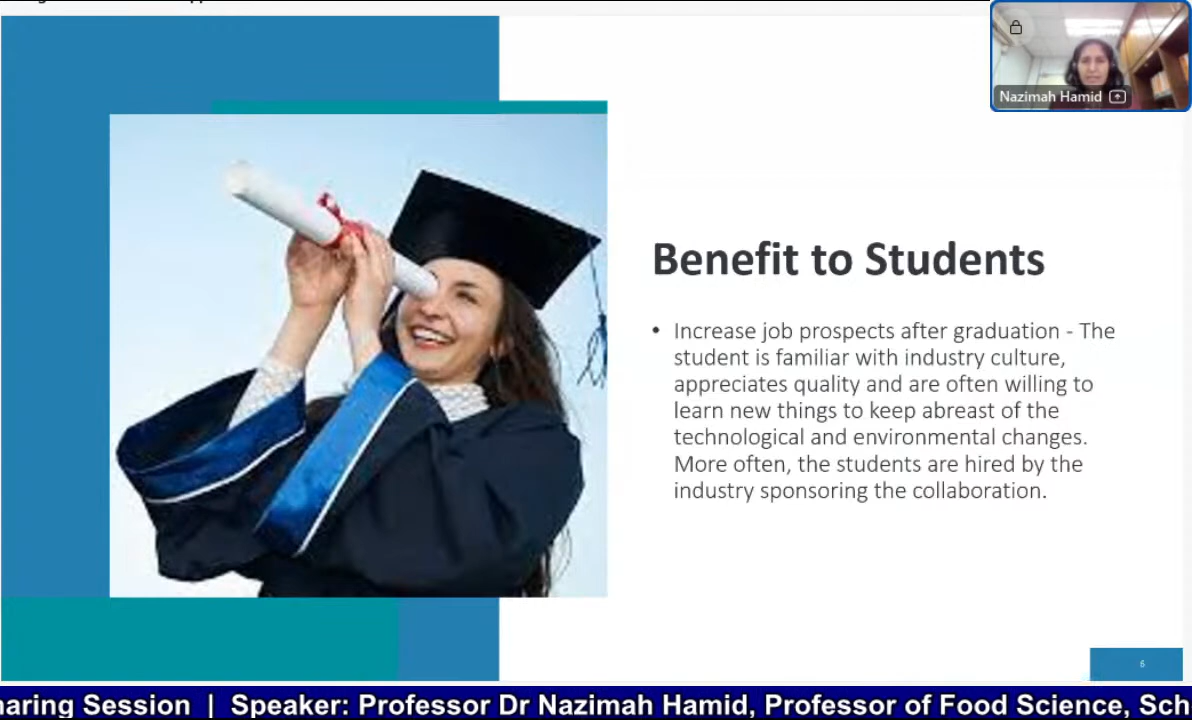 Nazimah Hamid
Benefit to Students
• Increase job prospects after graduation - The
student is familiar with industry culture,
appreciates quality and are often willing to
learn new things to keep abreast of the
technological and environmental changes.
More often, the students are hired by the
industry sponsoring the collaboration.
6
haring Session | Speaker: Professor Dr Nazimah Hamid, Professor of Food Science, Sch